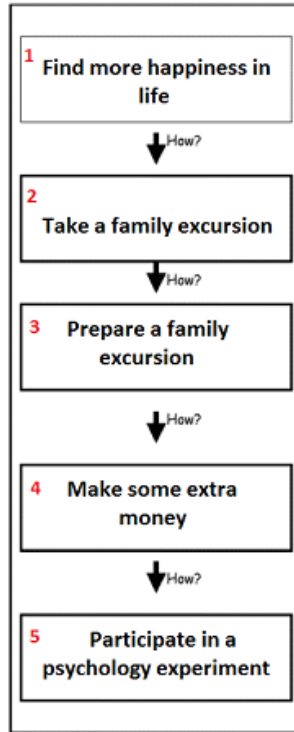 1 Find more happiness in
life
How?
2
Take a family excursion
How?
3 Prepare a family
excursion
How?
4 Make some extra
money
How?
5 Participate in a
psychology experiment